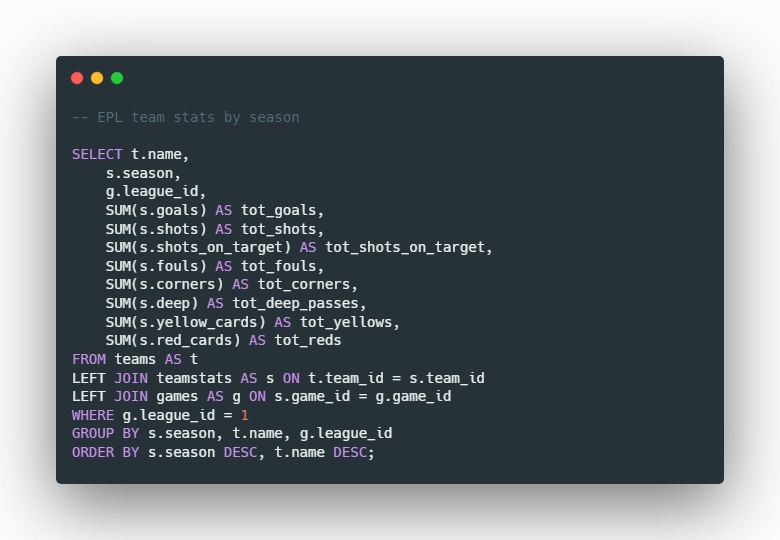 -- EPL team stats by season
SELECT t.name,
    s.season,
    g.league_id,
    SUM(s.goals) AS tot_goals,
    SUM(s.shots) AS tot_shots,
    SUM(s.shots_on_target) AS tot_shots_on_target,
    SUM(s.fouls) AS tot_fouls,
    SUM(s.corners) AS tot_corners,
    SUM(s.deep) AS tot_deep_passes,
    SUM(s.yellow_cards) AS tot_yellows,
    SUM(s.red_cards) AS tot_reds
FROM teams AS t
LEFT JOIN teamstats AS s ON t.team_id = s.team_id
LEFT JOIN games AS g ON s.game_id = g.game_id
WHERE g.league_id = 1
GROUP BY s.season, t.name, g.league_id
ORDER BY s.season DESC, t.name DESC;